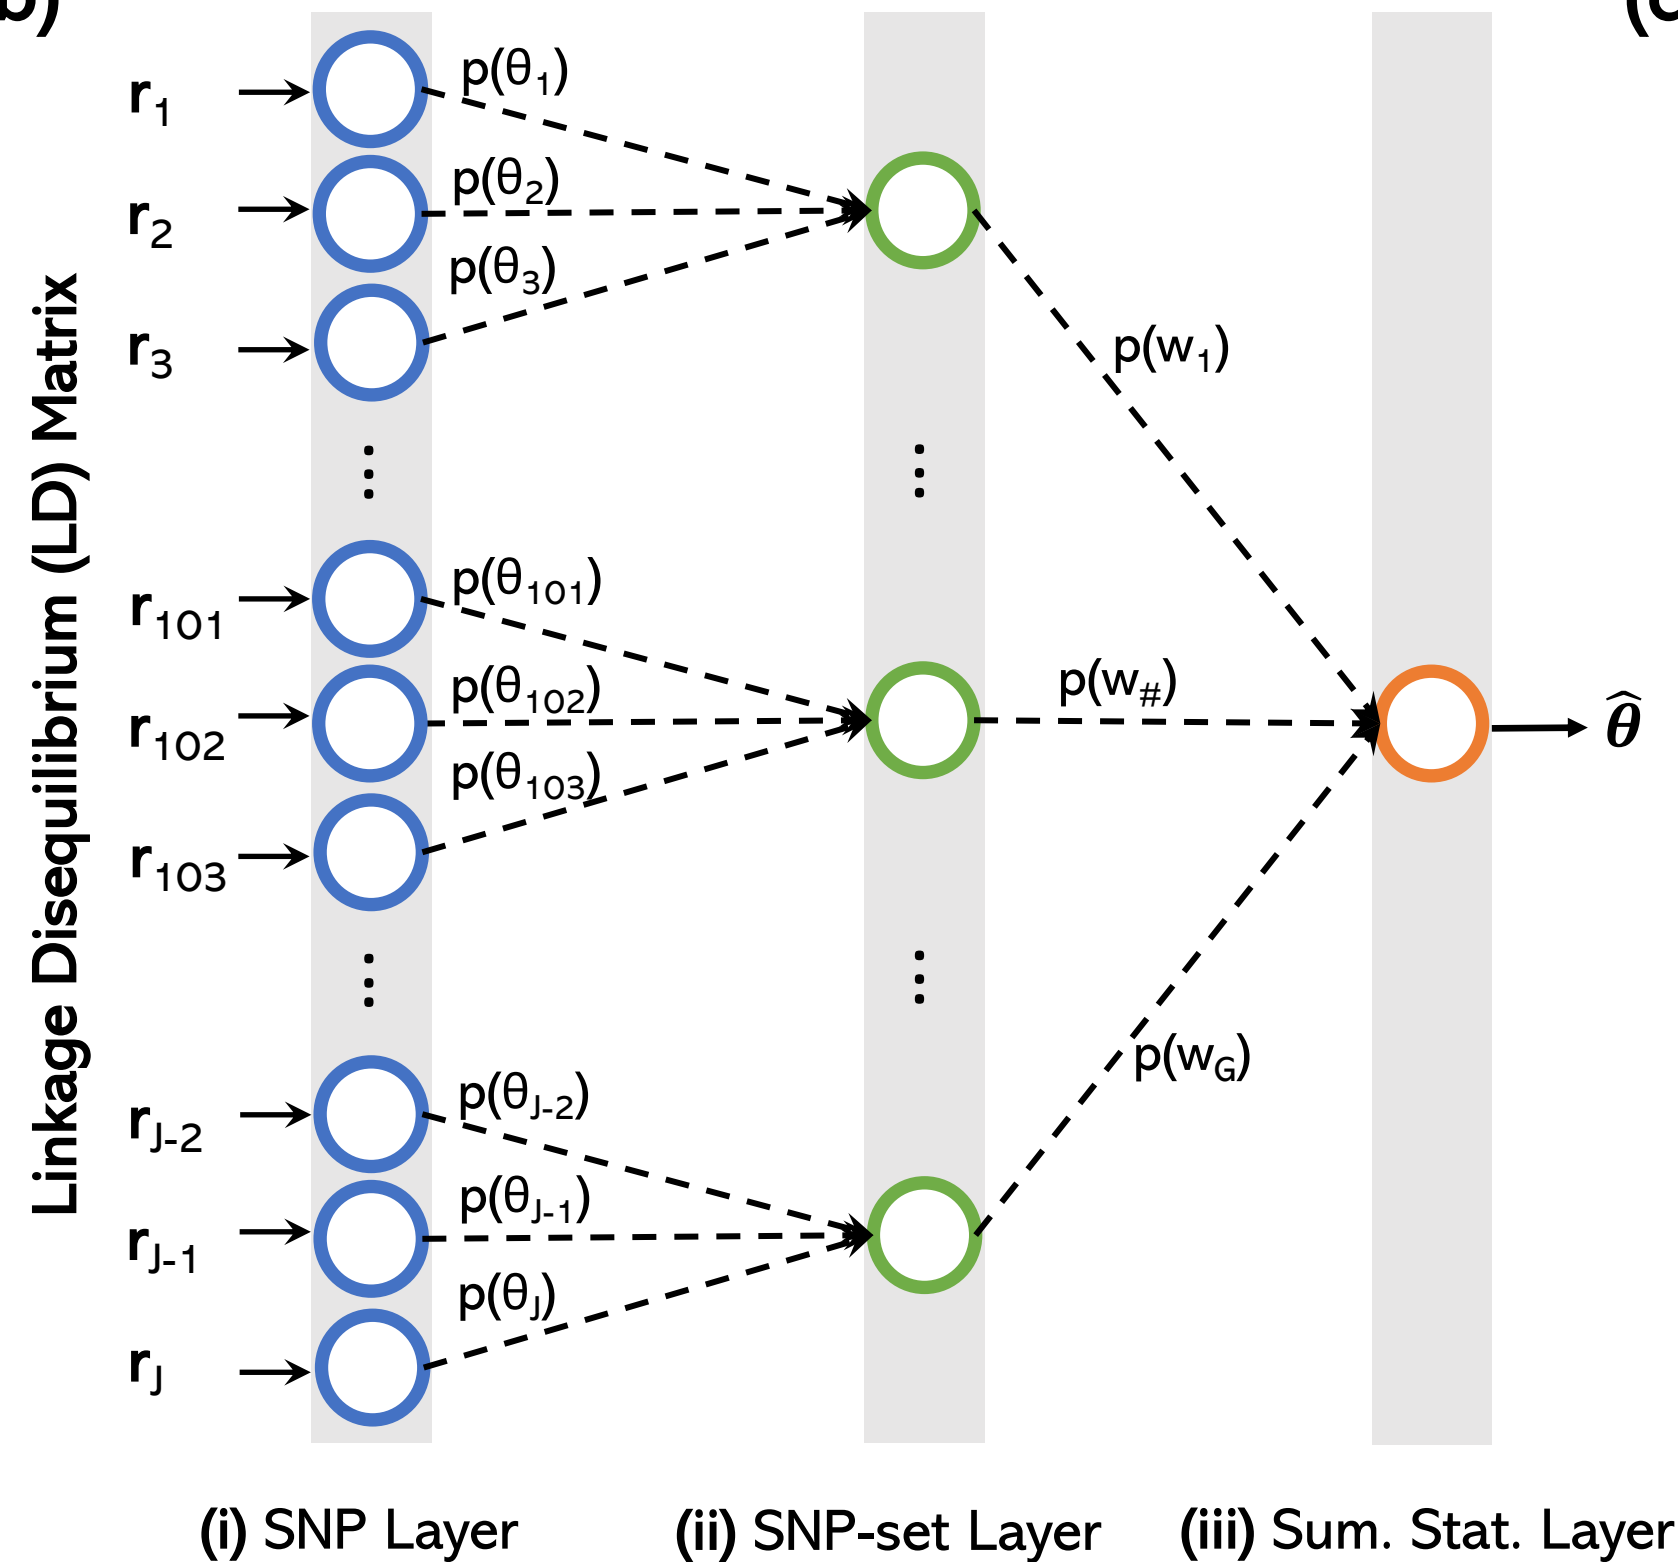 b)
(c
Linkage Disequilibrium (LD) Matrix
r1
p(θ1)
r2
p(θ2)
r3
p(θ3)
p(w1)
r101
p(θ101)
r102
p(θ102)
r103
p(θ103)
p(w#)
θ̂
rJ-2
p(θJ-2)
rJ-1
p(θJ-1)
rJ
p(θJ)
p(wG)
(i) SNP Layer
(ii) SNP-set Layer
(iii) Sum. Stat. Layer